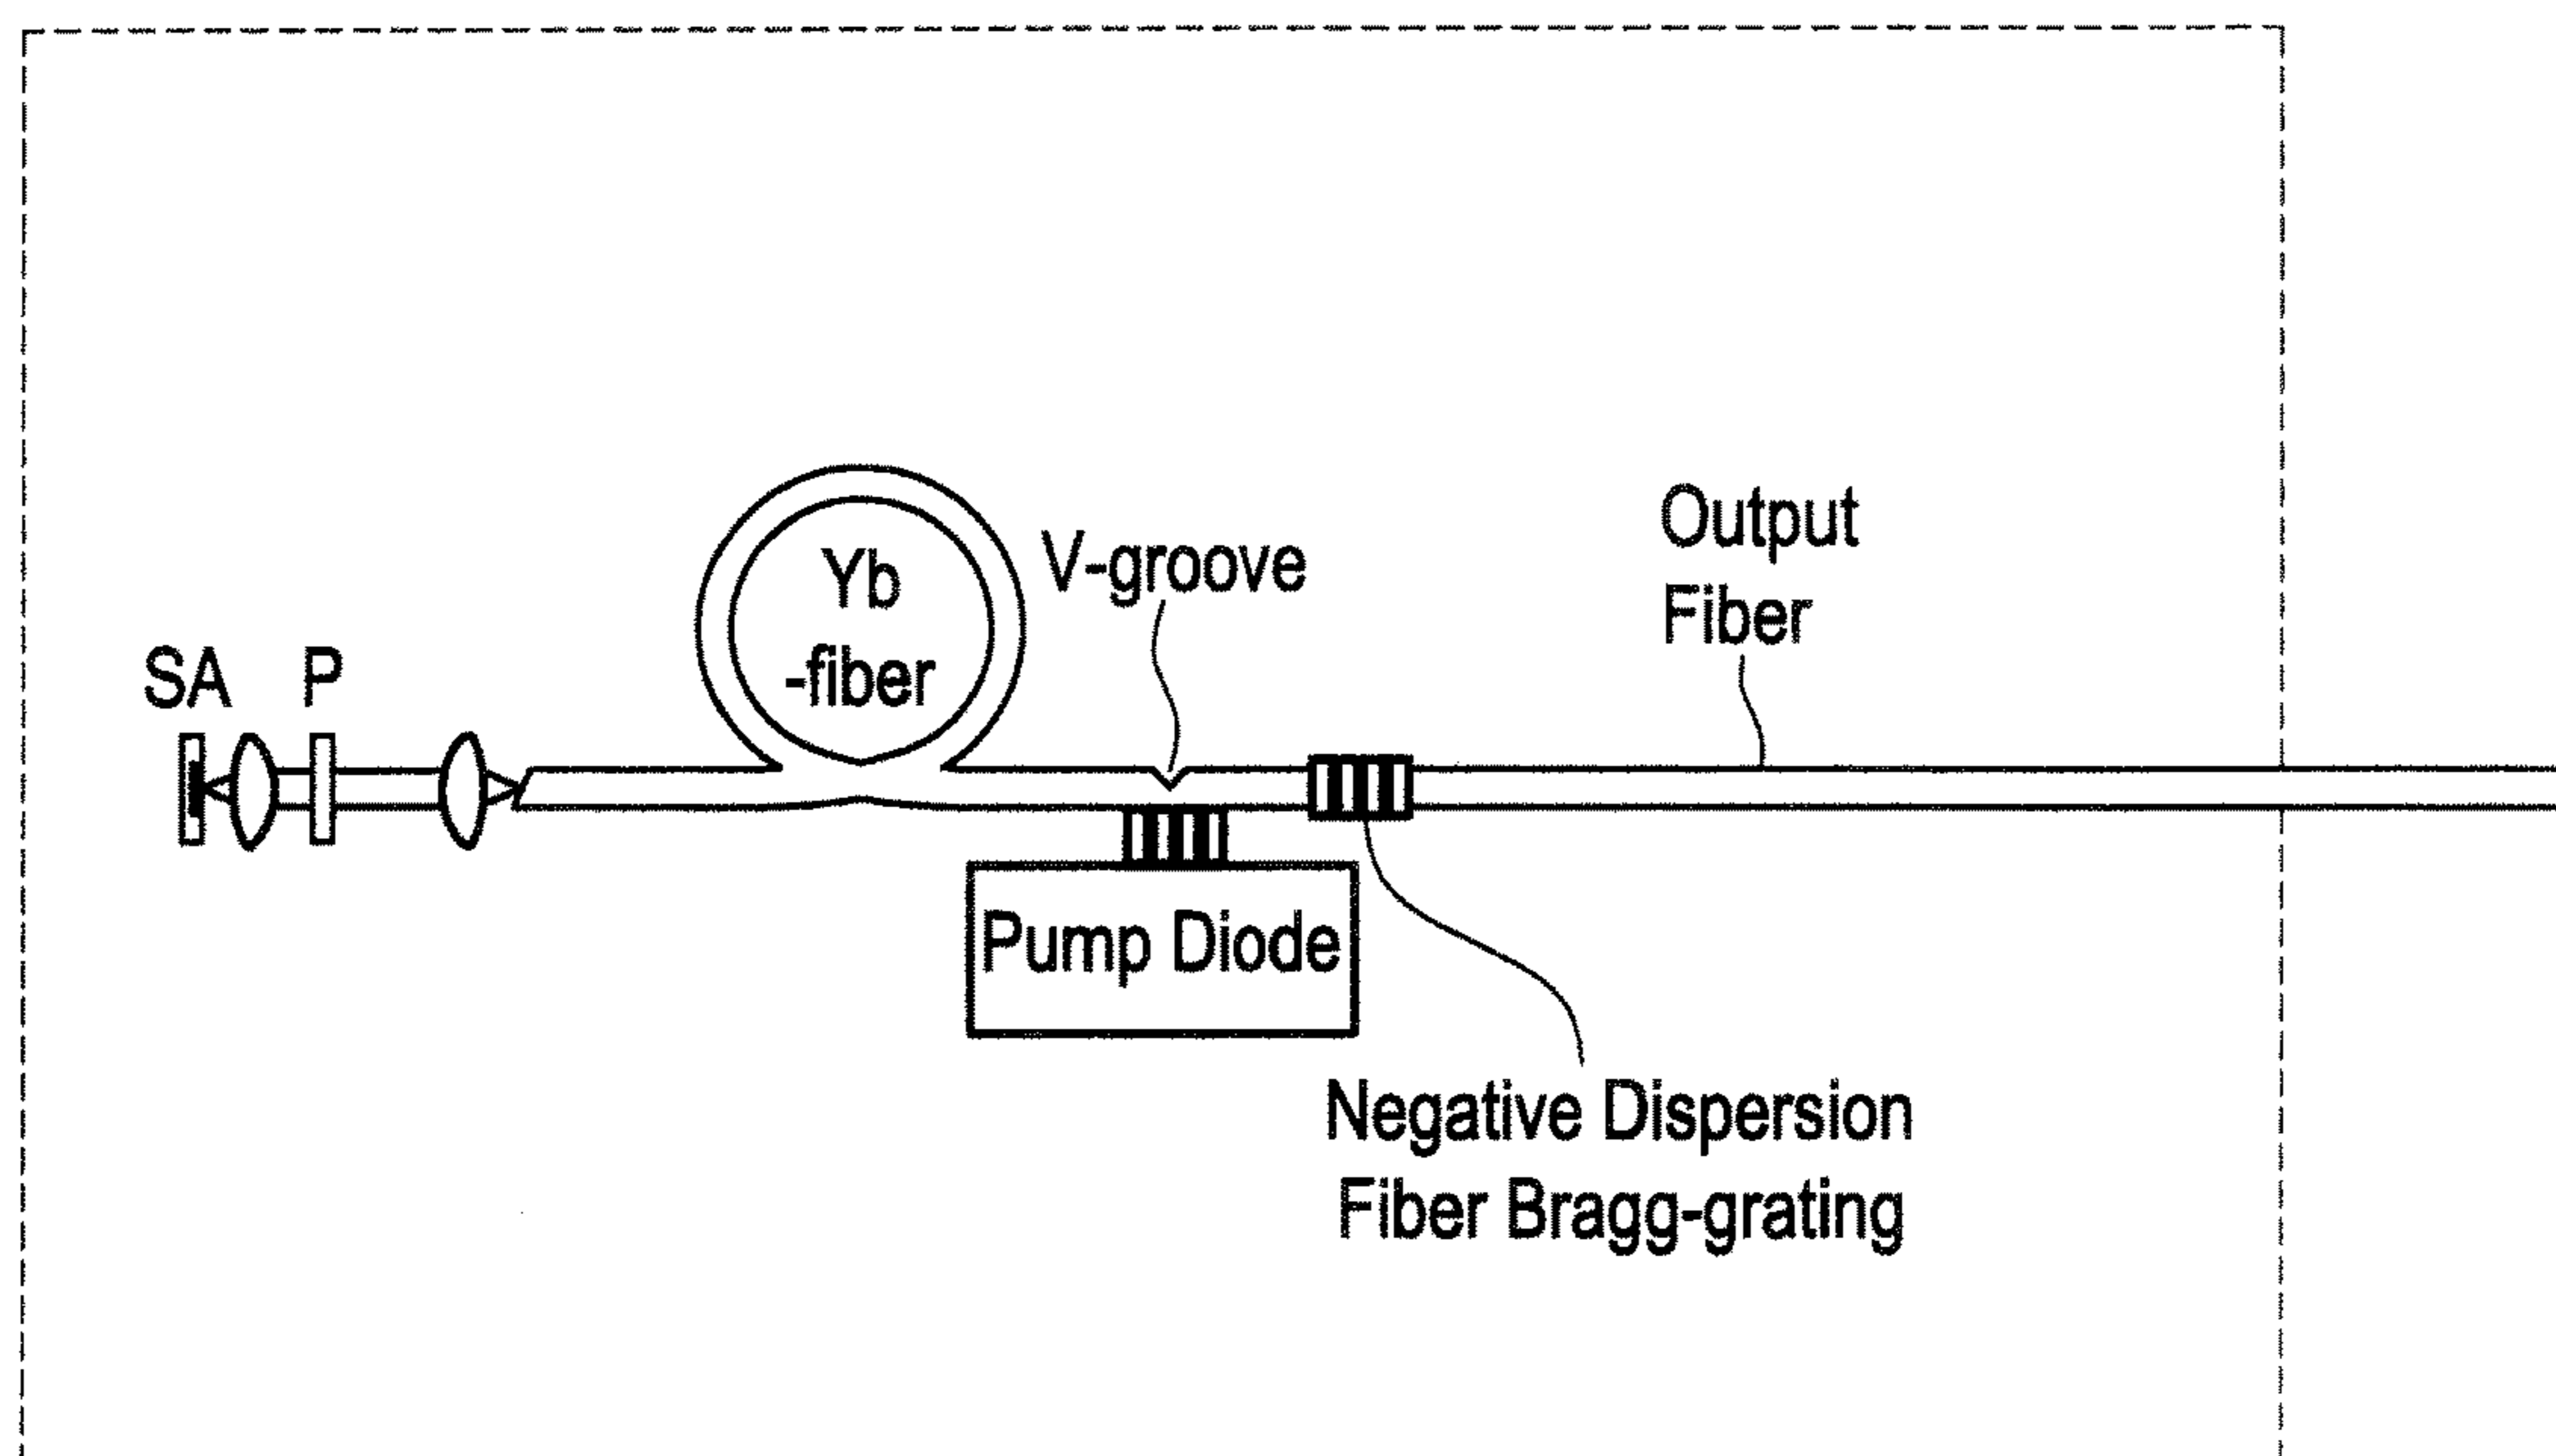 Yb
-fiber
V-groove
Output
Fiber
SA
P
Pump Diode
Negative Dispersion
Fiber Bragg-grating